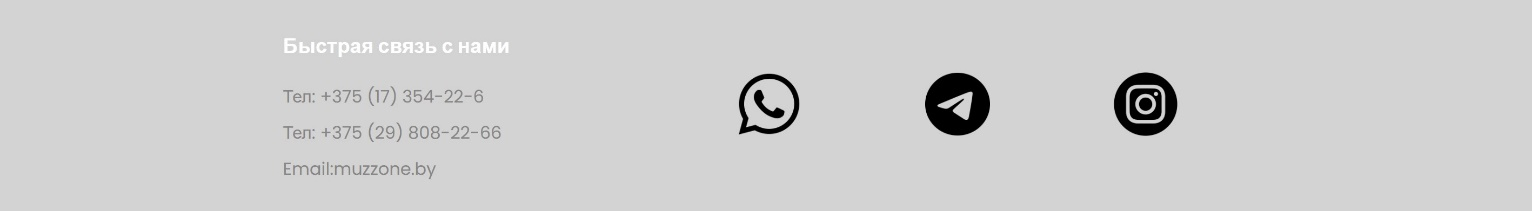 Быстрая связь с нами
Тел: +375 (17) 354-22-6
Тел: +375 (29) 808-22-66
Email:muzzone.by